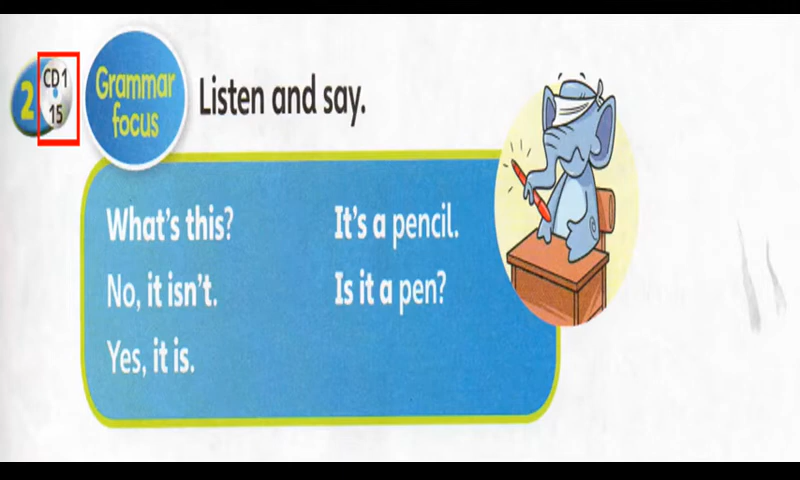 2
CD1
15
Grammar
focus
Listen and say.
What's this? It's a pencil.
No, it isn't. Is it a pen?
Yes, it is.